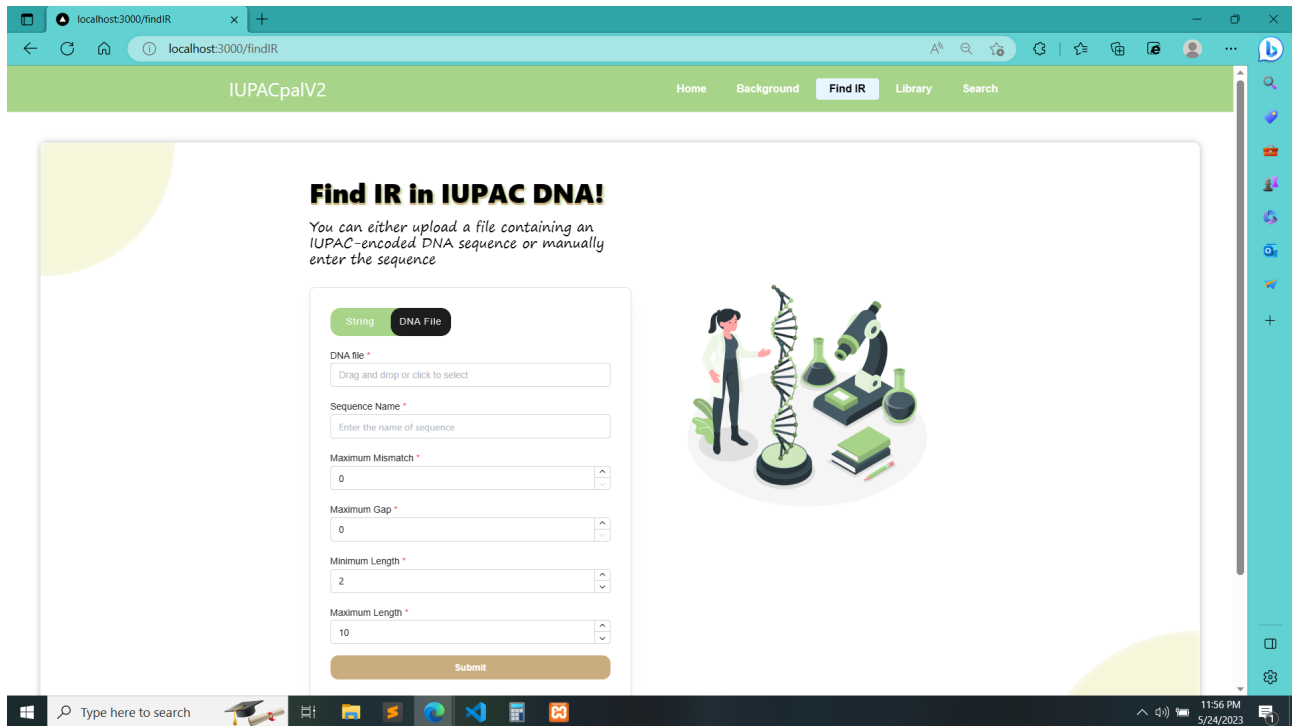 localhost:3000/findIR
localhost:3000/findIR
IUPACpalV2
Home Background Find IR Library Search
Find IR in IUPAC DNA!
You can either upload a file containing an
IUPAC-encoded DNA sequence or manually
enter the sequence
String DNA File
DNA file *
Drag and drop or click to select
Sequence Name *
Enter the name of sequence
Maximum Mismatch *
0
Maximum Gap *
0
Minimum Length *
2
Maximum Length *
10
Submit
Type here to search
11:56 PM
5/24/2023
1